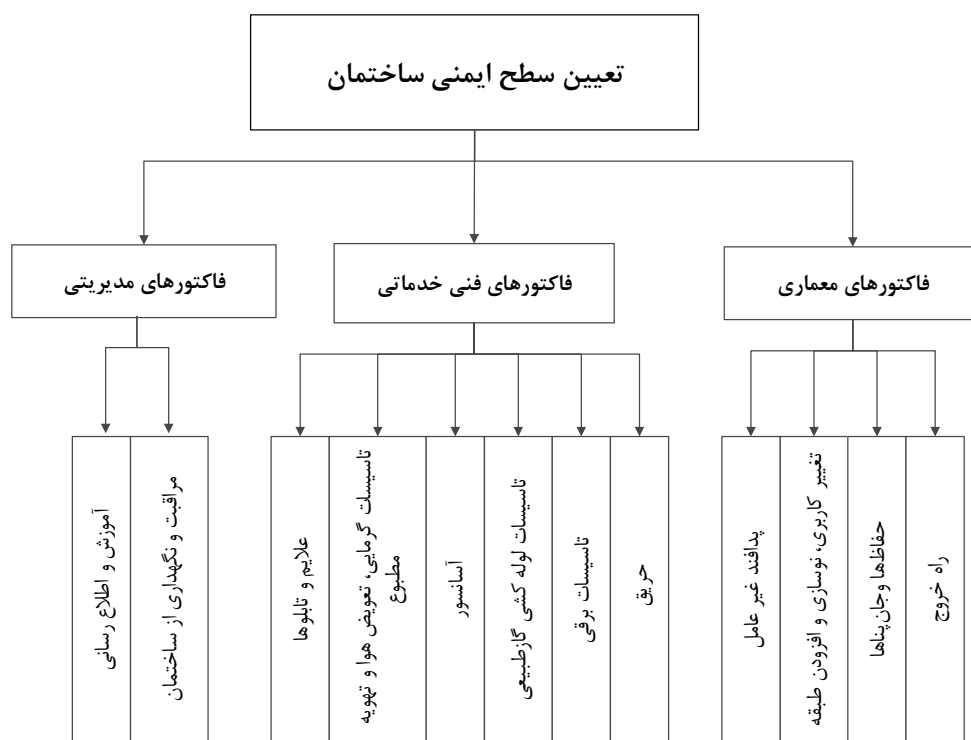 تعیین سطح ایمنی ساختمان
فاکتورهای معماری
فاکتورهای فنی خدماتی
فاکتورهای مدیریتی
راه خروج
حفاظ‌ها وجان‌پناها
تغییر کاربری، نوسازی و افزودن طبقه
پدافند غیر عامل
حریق
تاسیسات برقی
تاسیسات لوله کشی گازطبیعی
آسانسور
تاسیسات گرمایی، تعویض هوا و تهویه
مطبوع
علایم و تابلوها
مراقبت و نگهداری از ساختمان
آموزش و اطلاع رسانی